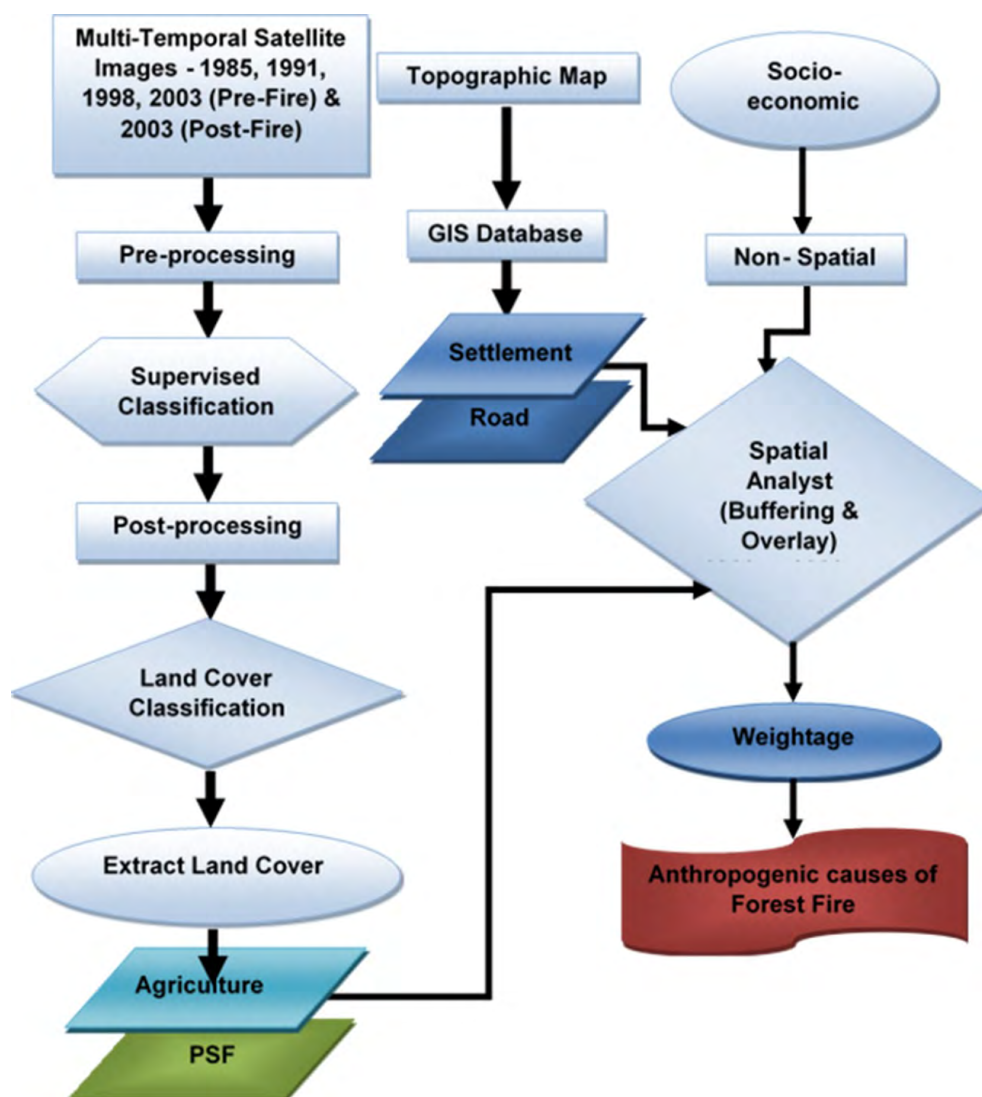 Multi-Temporal Satellite
Images - 1985, 1991,
1998, 2003 (Pre-Fire) &
2003 (Post-Fire)
Pre-processing
Supervised
Classification
Post-processing
Land Cover
Classification
Extract Land Cover
Agriculture
PSF
Topographic Map
GIS Database
Settlement
Road
Socio-
economic
Non- Spatial
Spatial
Analyst
(Buffering &
Overlay)
Weightage
Anthropogenic causes of
Forest Fire